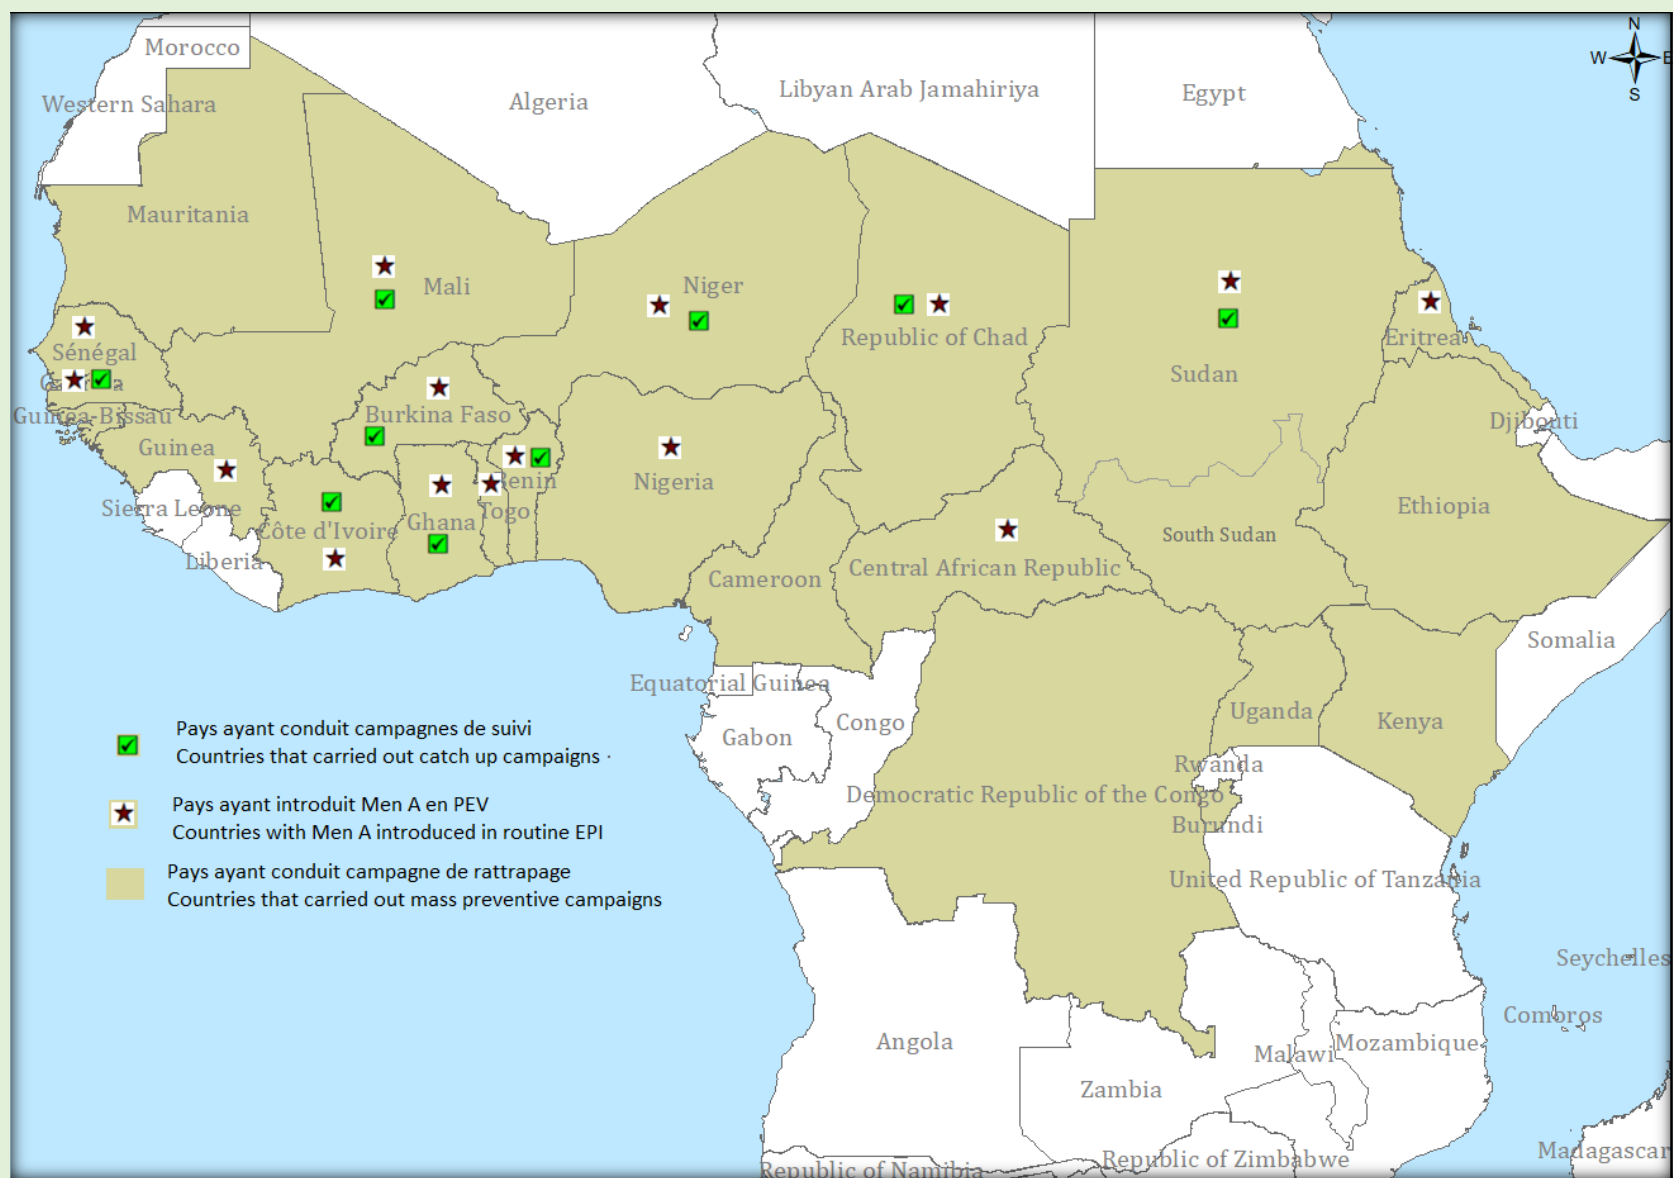 N
W E
S
Morocco
Western Sahara
Algeria
Libyan Arab Jamahiriya
Egypt
Mauritania
Mali
Niger
Republic of Chad
Sudan
Eritrea
Sénégal
Guinea-Bissau
Guinea
Sierra Leone
Liberia
Côte d'Ivoire
Burkina Faso
Ghana
Togo
Benin
Nigeria
Cameroon
Central African Republic
South Sudan
Ethiopia
Djibouti
Somalia
Equatorial Guinea
Gabon
Congo
Democratic Republic of the Congo
Uganda
Kenya
Rwanda
Burundi
United Republic of Tanzania
Seychelles
Comoros
Angola
Zambia
Malawi
Mozambique
Madagascar
Republic of Namibia
Republic of Zimbabwe
Pays ayant conduit campagnes de suivi
Countries that carried out catch up campaigns
Pays ayant introduit Men A en PEV
Countries with Men A introduced in routine EPI
Pays ayant conduit campagne de rattrapage
Countries that carried out mass preventive campaigns